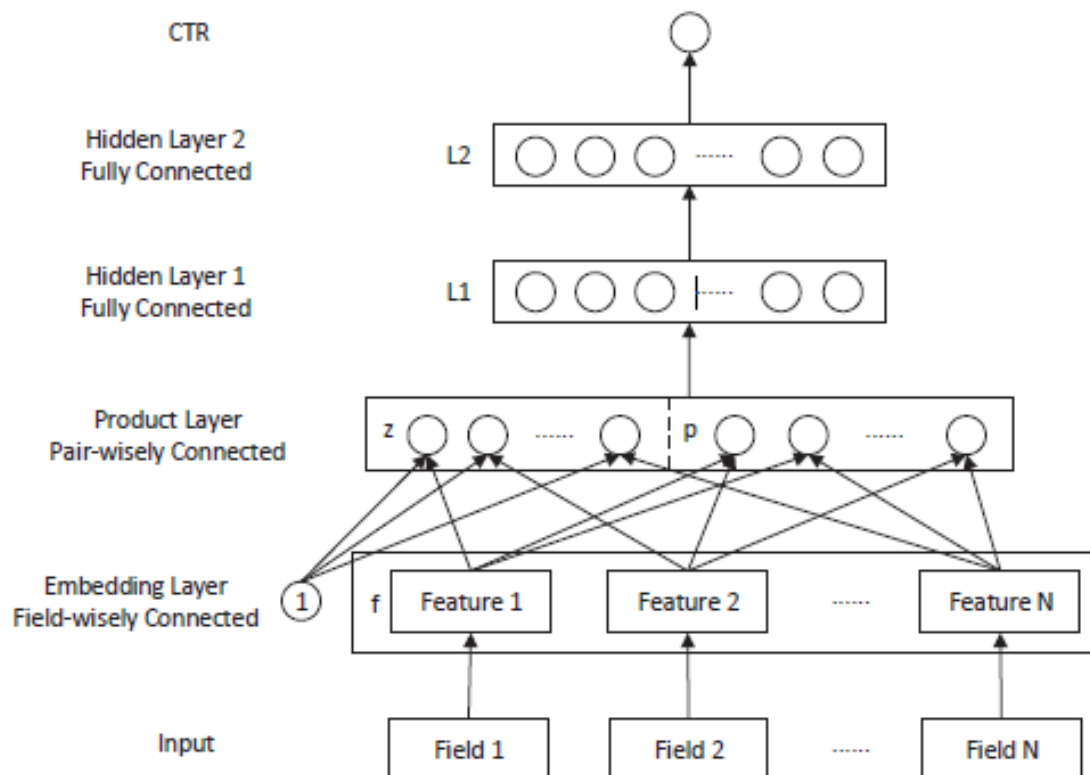 CTR
Hidden Layer 2
Fully Connected
L2
......
Hidden Layer 1
Fully Connected
L1
......
Product Layer
Pair-wisely Connected
z
......
p
......
Embedding Layer
Field-wisely Connected
1
f
Feature 1
Feature 2
......
Feature N
Input
Field 1
Field 2
......
Field N